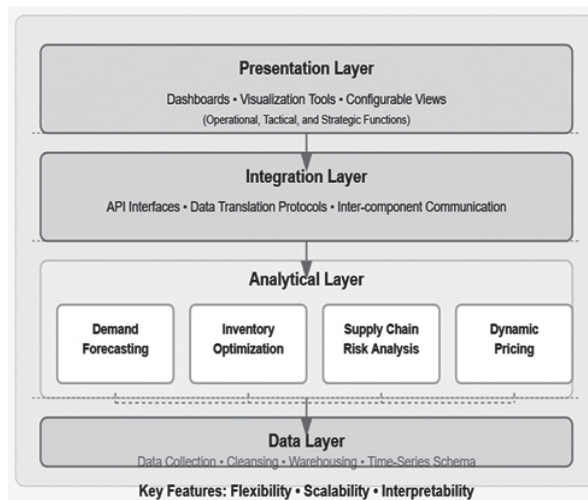 Presentation Layer
Dashboards • Visualization Tools • Configurable Views
(Operational, Tactical, and Strategic Functions)
Integration Layer
API Interfaces • Data Translation Protocols • Inter-component Communication
Analytical Layer
Demand
Forecasting
Inventory
Optimization
Supply Chain
Risk Analysis
Dynamic
Pricing
Data Layer
Data Collection • Cleansing • Warehousing • Time-Series Schema
Key Features: Flexibility • Scalability • Interpretability